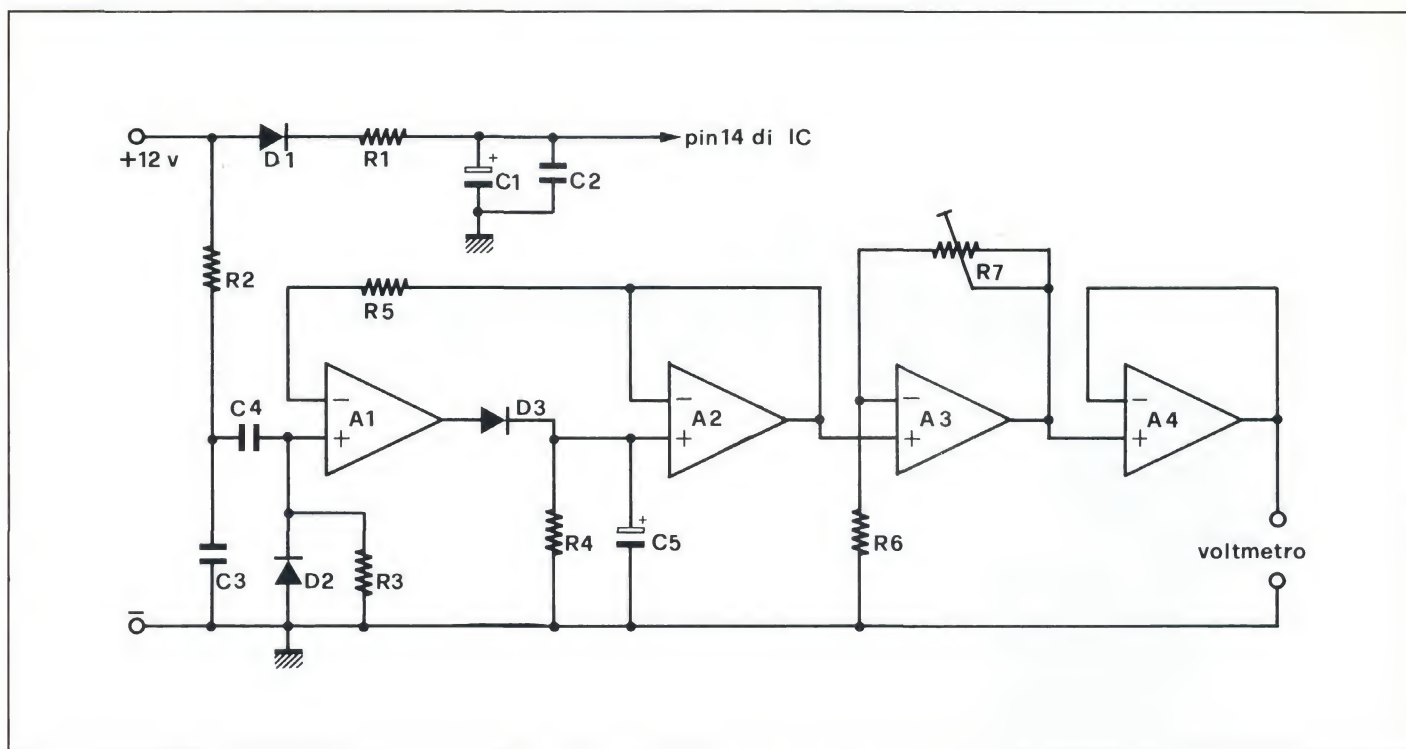 +12 v
D1
R1
C1
+
C2
pin14 di IC
R2
R5
R7
C4
-
A1
+
D3
-
A2
+
-
A3
+
-
A4
+
C3
D2
R3
R4
+
C5
R6
voltmetro
-